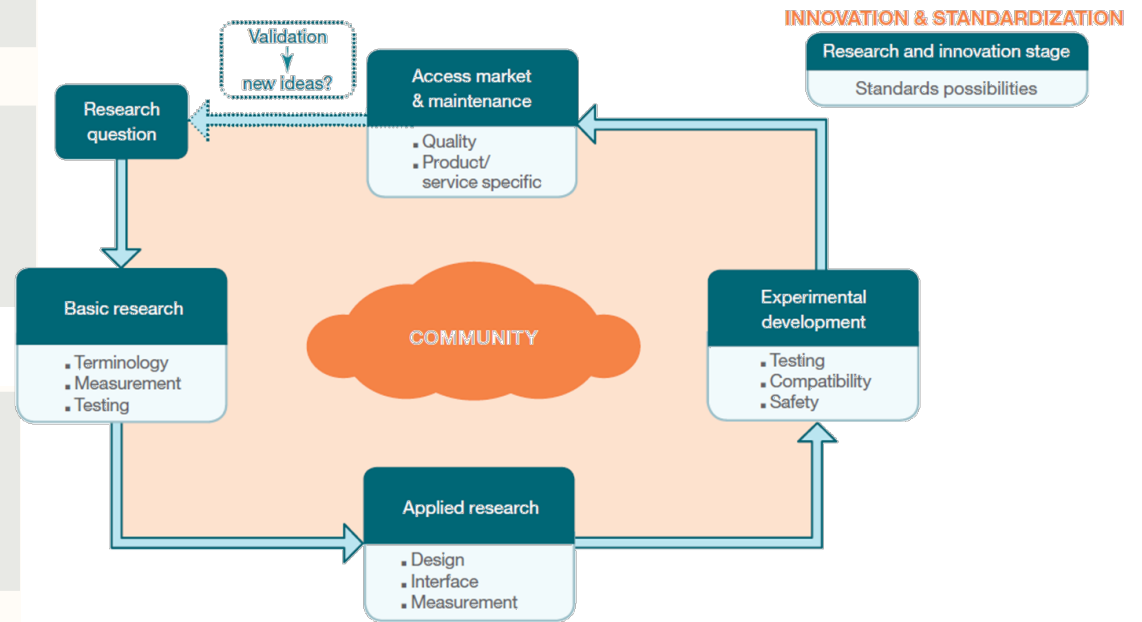 INNOVATION & STANDARDIZATION
Research and innovation stage
Standards possibilities
Validation
new ideas?
Access market
& maintenance
▪ Quality
▪ Product/
service specific
Research
question
Basic research
▪ Terminology
▪ Measurement
▪ Testing
COMMUNITY
Experimental
development
▪ Testing
▪ Compatibility
▪ Safety
Applied research
▪ Design
▪ Interface
▪ Measurement